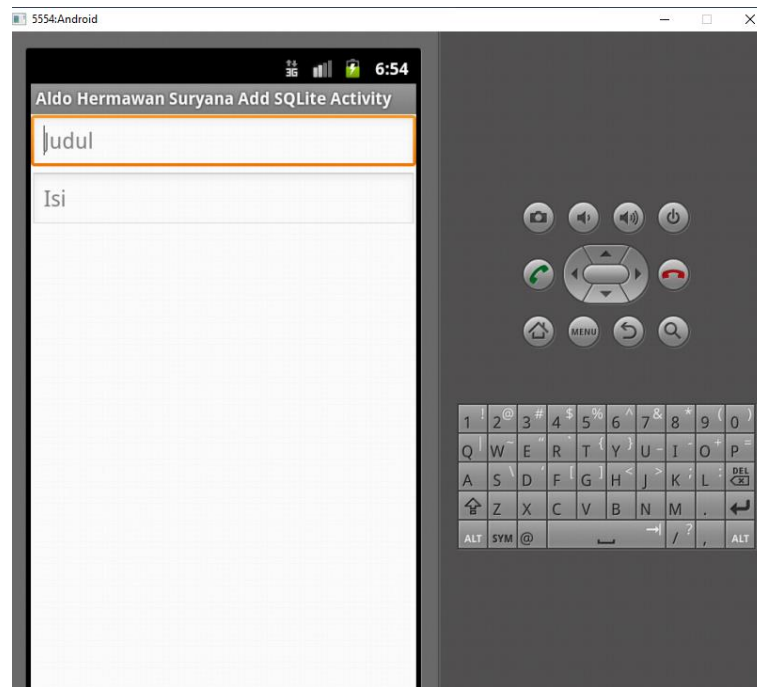 5554:Android
3G 6:54
Aldo Hermawan Suryana Add SQLite Activity
Judul
Isi
MENU
1 ! 2 @ 3 # 4 $ 5 % 6 ^ 7 & 8 * 9 ( 0 )
Q | W ~ E " R ` T { Y } U - I - O + P =
A S \ D ' F [ G ] H < J > K ; L : DEL
Z X C V B N M .
ALT SYM @ / ? , ALT